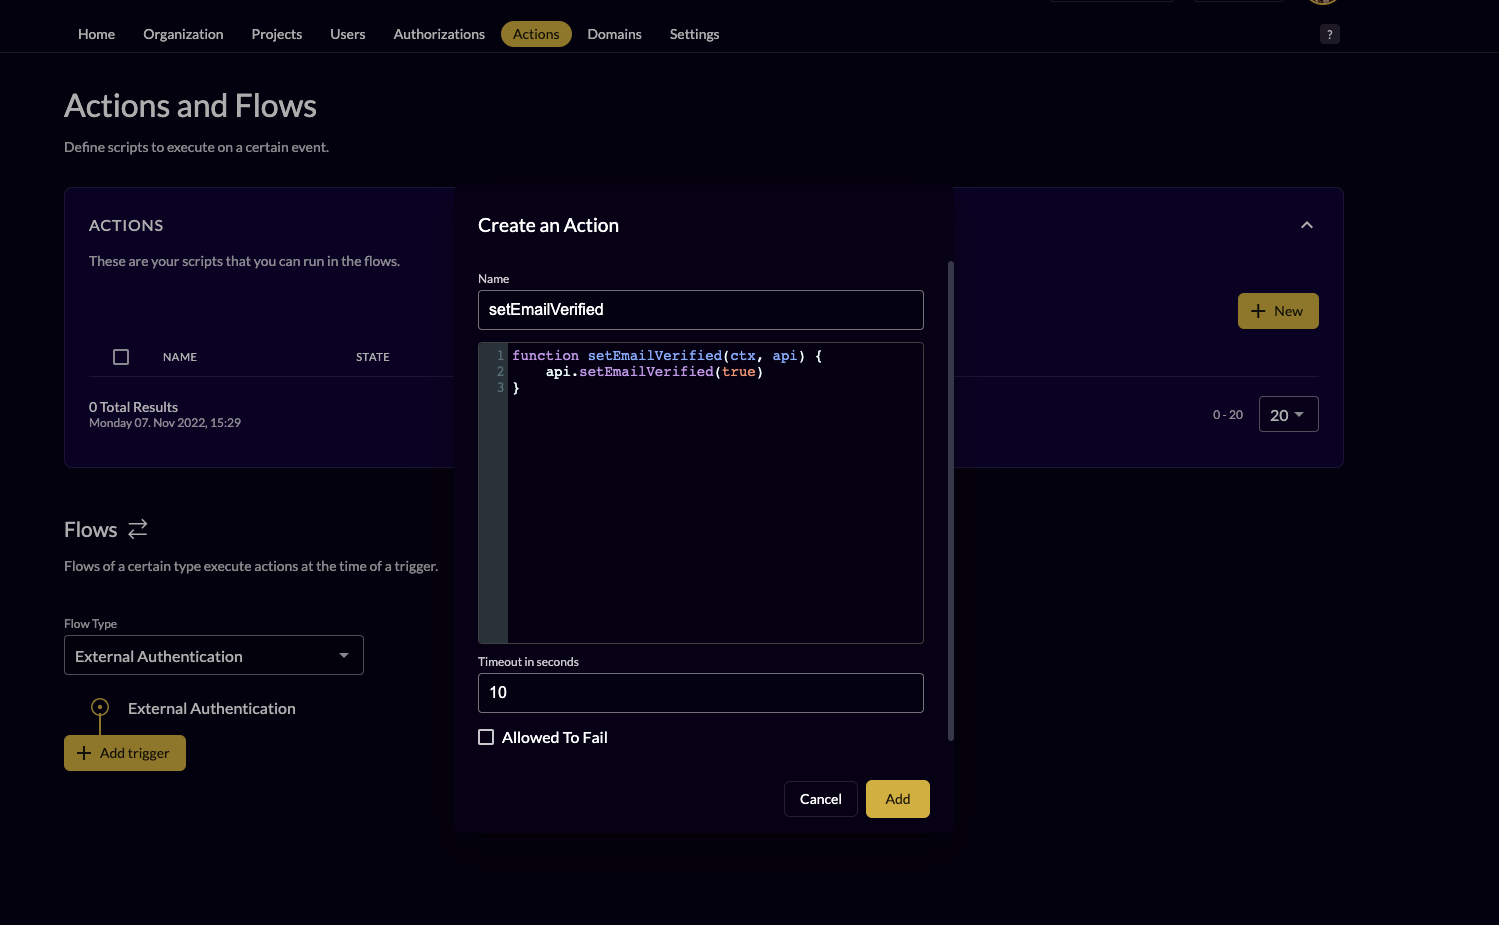 Home Organization Projects Users Authorizations Actions Domains Settings ?
Actions and Flows
Define scripts to execute on a certain event.
ACTIONS
These are your scripts that you can run in the flows.
New
NAME STATE
0 Total Results
Monday 07. Nov 2022, 15:29
0 - 20 20
Create an Action
Name
setEmailVerified
1 function setEmailVerified(ctx, api) {
2 api.setEmailVerified(true)
3 }
Timeout in seconds
10
Allowed To Fail
Cancel Add
Flows
Flows of a certain type execute actions at the time of a trigger.
Flow Type
External Authentication
External Authentication
Add trigger